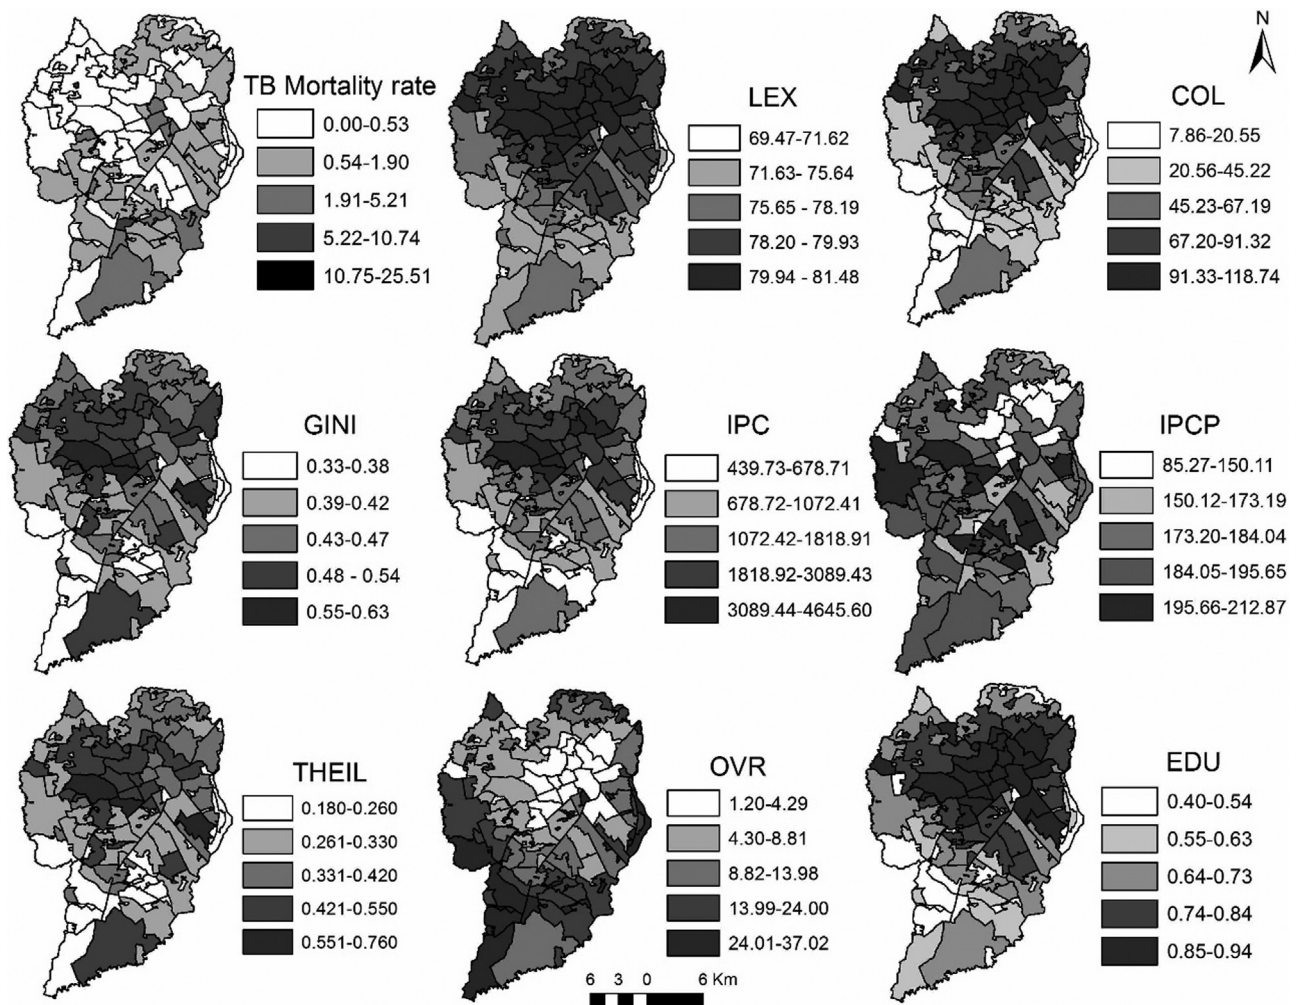 N
TB Mortality rate
0.00-0.53
0.54-1.90
1.91-5.21
5.22-10.74
10.75-25.51
LEX
69.47-71.62
71.63- 75.64
75.65 - 78.19
78.20 - 79.93
79.94 - 81.48
COL
7.86-20.55
20.56-45.22
45.23-67.19
67.20-91.32
91.33-118.74
GINI
0.33-0.38
0.39-0.42
0.43-0.47
0.48 - 0.54
0.55-0.63
IPC
439.73-678.71
678.72-1072.41
1072.42-1818.91
1818.92-3089.43
3089.44-4645.60
IPCP
85.27-150.11
150.12-173.19
173.20-184.04
184.05-195.65
195.66-212.87
THEIL
0.180-0.260
0.261-0.330
0.331-0.420
0.421-0.550
0.551-0.760
OVR
1.20-4.29
4.30-8.81
8.82-13.98
13.99-24.00
24.01-37.02
EDU
0.40-0.54
0.55-0.63
0.64-0.73
0.74-0.84
0.85-0.94
6 3 0 6 Km